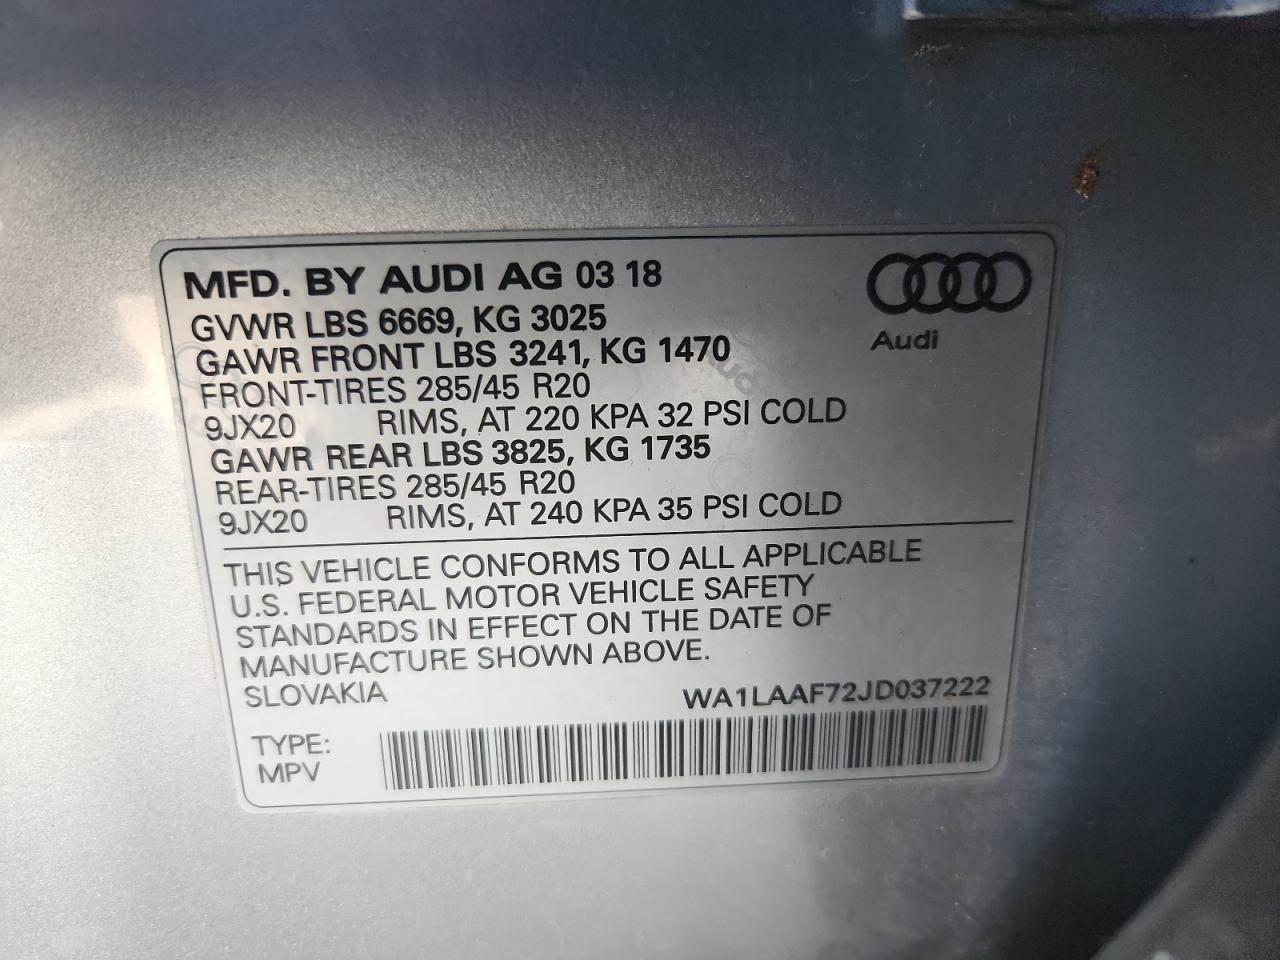 MFD. BY AUDI AG 03 18
GVWR LBS 6669, KG 3025
GAWR FRONT LBS 3241, KG 1470
FRONT-TIRES 285/45 R20
9JX20 RIMS, AT 220 KPA 32 PSI COLD
GAWR REAR LBS 3825, KG 1735
REAR-TIRES 285/45 R20
9JX20 RIMS, AT 240 KPA 35 PSI COLD
Audi
THIS VEHICLE CONFORMS TO ALL APPLICABLE
U.S. FEDERAL MOTOR VEHICLE SAFETY
STANDARDS IN EFFECT ON THE DATE OF
MANUFACTURE SHOWN ABOVE.
SLOVAKIA WA1LAAF72JD037222
TYPE:
MPV